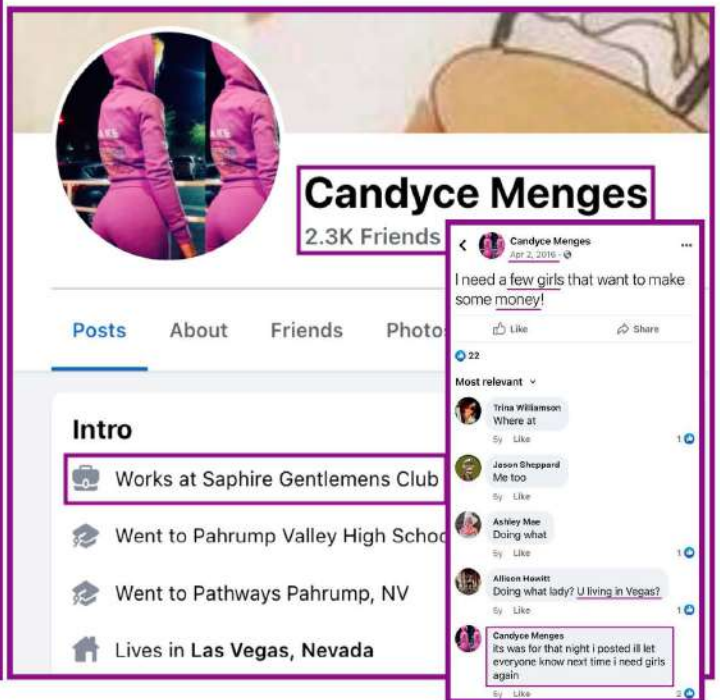 Candyce Menges
2.3K Friends
Posts About Friends Photo
Intro
Works at Saphire Gentlemens Club
Went to Pahrump Valley High Schoo
Went to Pathways Pahrump, NV
Lives in Las Vegas, Nevada
Candyce Menges
Apr 2, 2016
I need a few girls that want to make
some money!
Like Share
22
Most relevant
Trina Williamson
Where at
5y Like 1
Jason Sheppard
Me too
5y Like
Ashley Mae
Doing what
5y Like 1
Allison Hewitt
Doing what lady? U living in Vegas?
5y Like 1
Candyce Menges
its was for that night i posted ill let
everyone know next time i need girls
again
5y Like 2